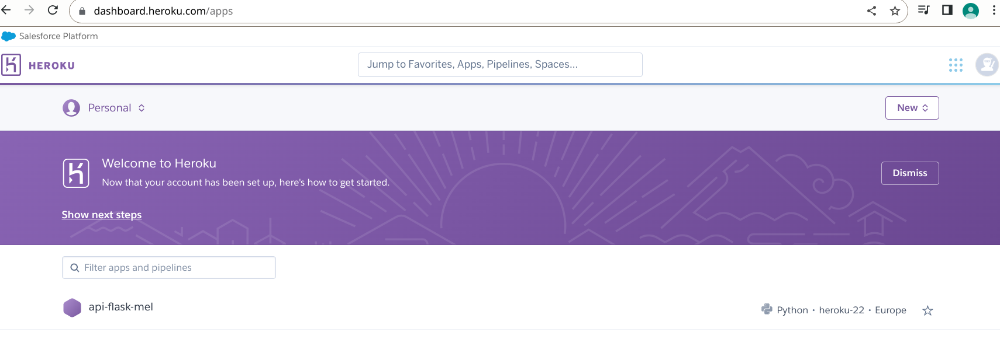 dashboard.heroku.com/apps
Salesforce Platform
HEROKU
Jump to Favorites, Apps, Pipelines, Spaces...
Personal
New
Welcome to Heroku
Now that your account has been set up, here's how to get started.
Dismiss
Show next steps
Filter apps and pipelines
api-flask-mel
Python • heroku-22 • Europe